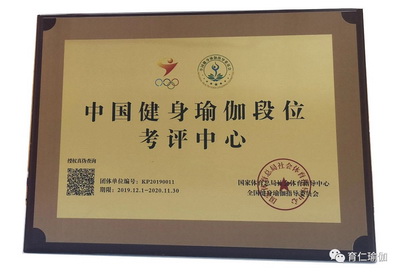 中国健身瑜伽段位
考评中心
授权真伪查询
团体单位编号：KP20190011
期限：2019.12.1-2020.11.30
国家体育总局社会体育指导中心
全国健身瑜伽指导委员会
育仁瑜伽